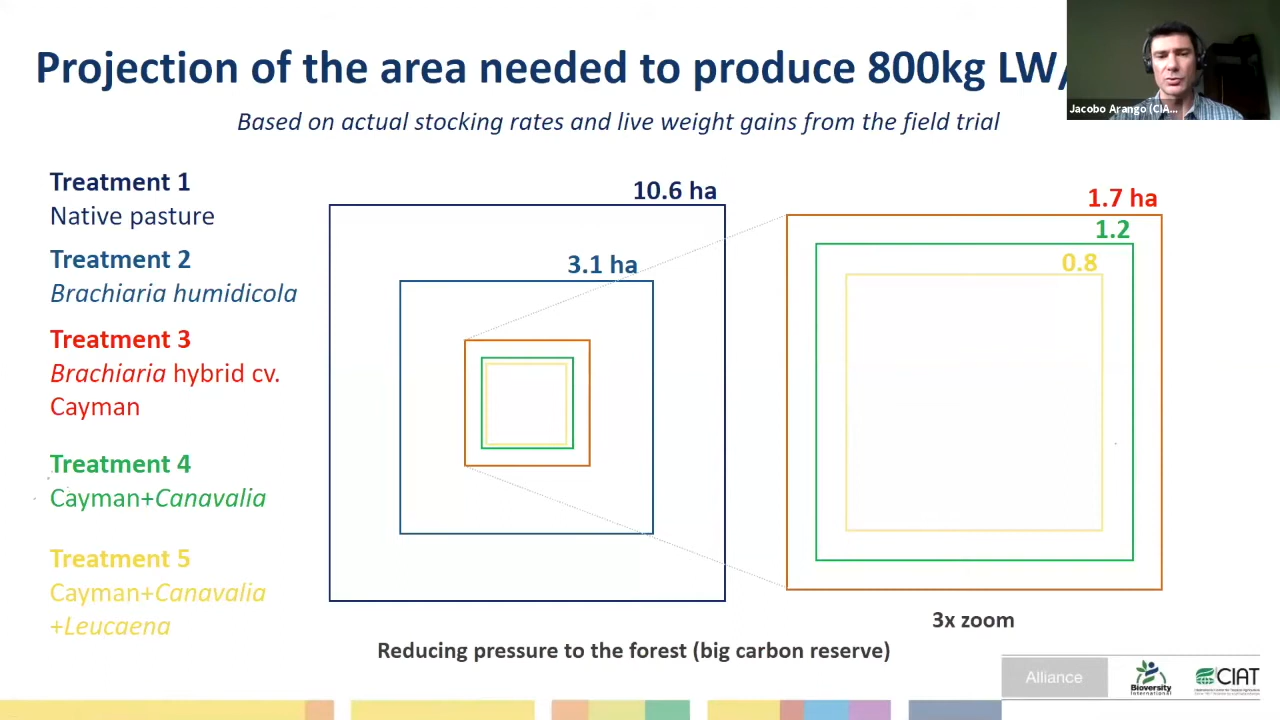 Projection of the area needed to produce 800kg LW/
Based on actual stocking rates and live weight gains from the field trial
Jacobo Arango (CIA...
Treatment 1
Native pasture
Treatment 2
Brachiaria humidicola
Treatment 3
Brachiaria hybrid cv.
Cayman
Treatment 4
Cayman+Canavalia
Treatment 5
Cayman+Canavalia
+Leucaena
10.6 ha
3.1 ha
1.7 ha
1.2
0.8
3x zoom
Reducing pressure to the forest (big carbon reserve)
Alliance
Bioversity
International
CIAT